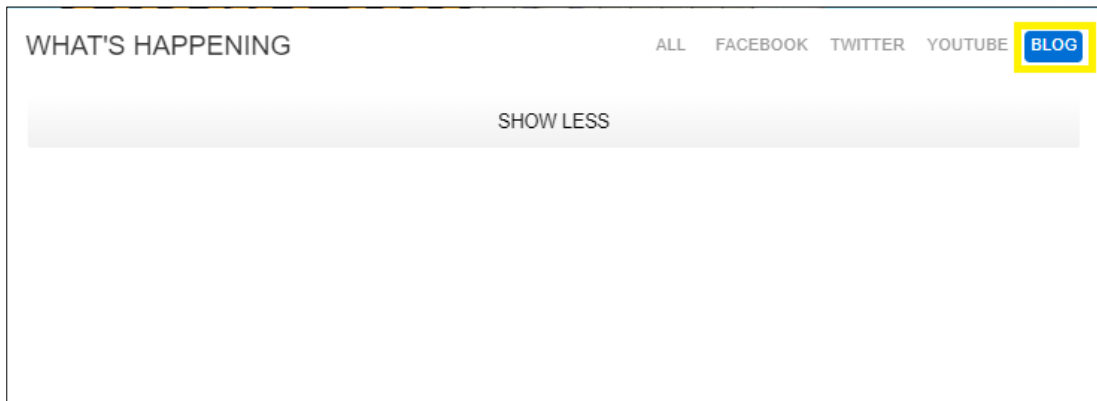 WHAT'S HAPPENING
ALL FACEBOOK TWITTER YOUTUBE BLOG
SHOW LESS